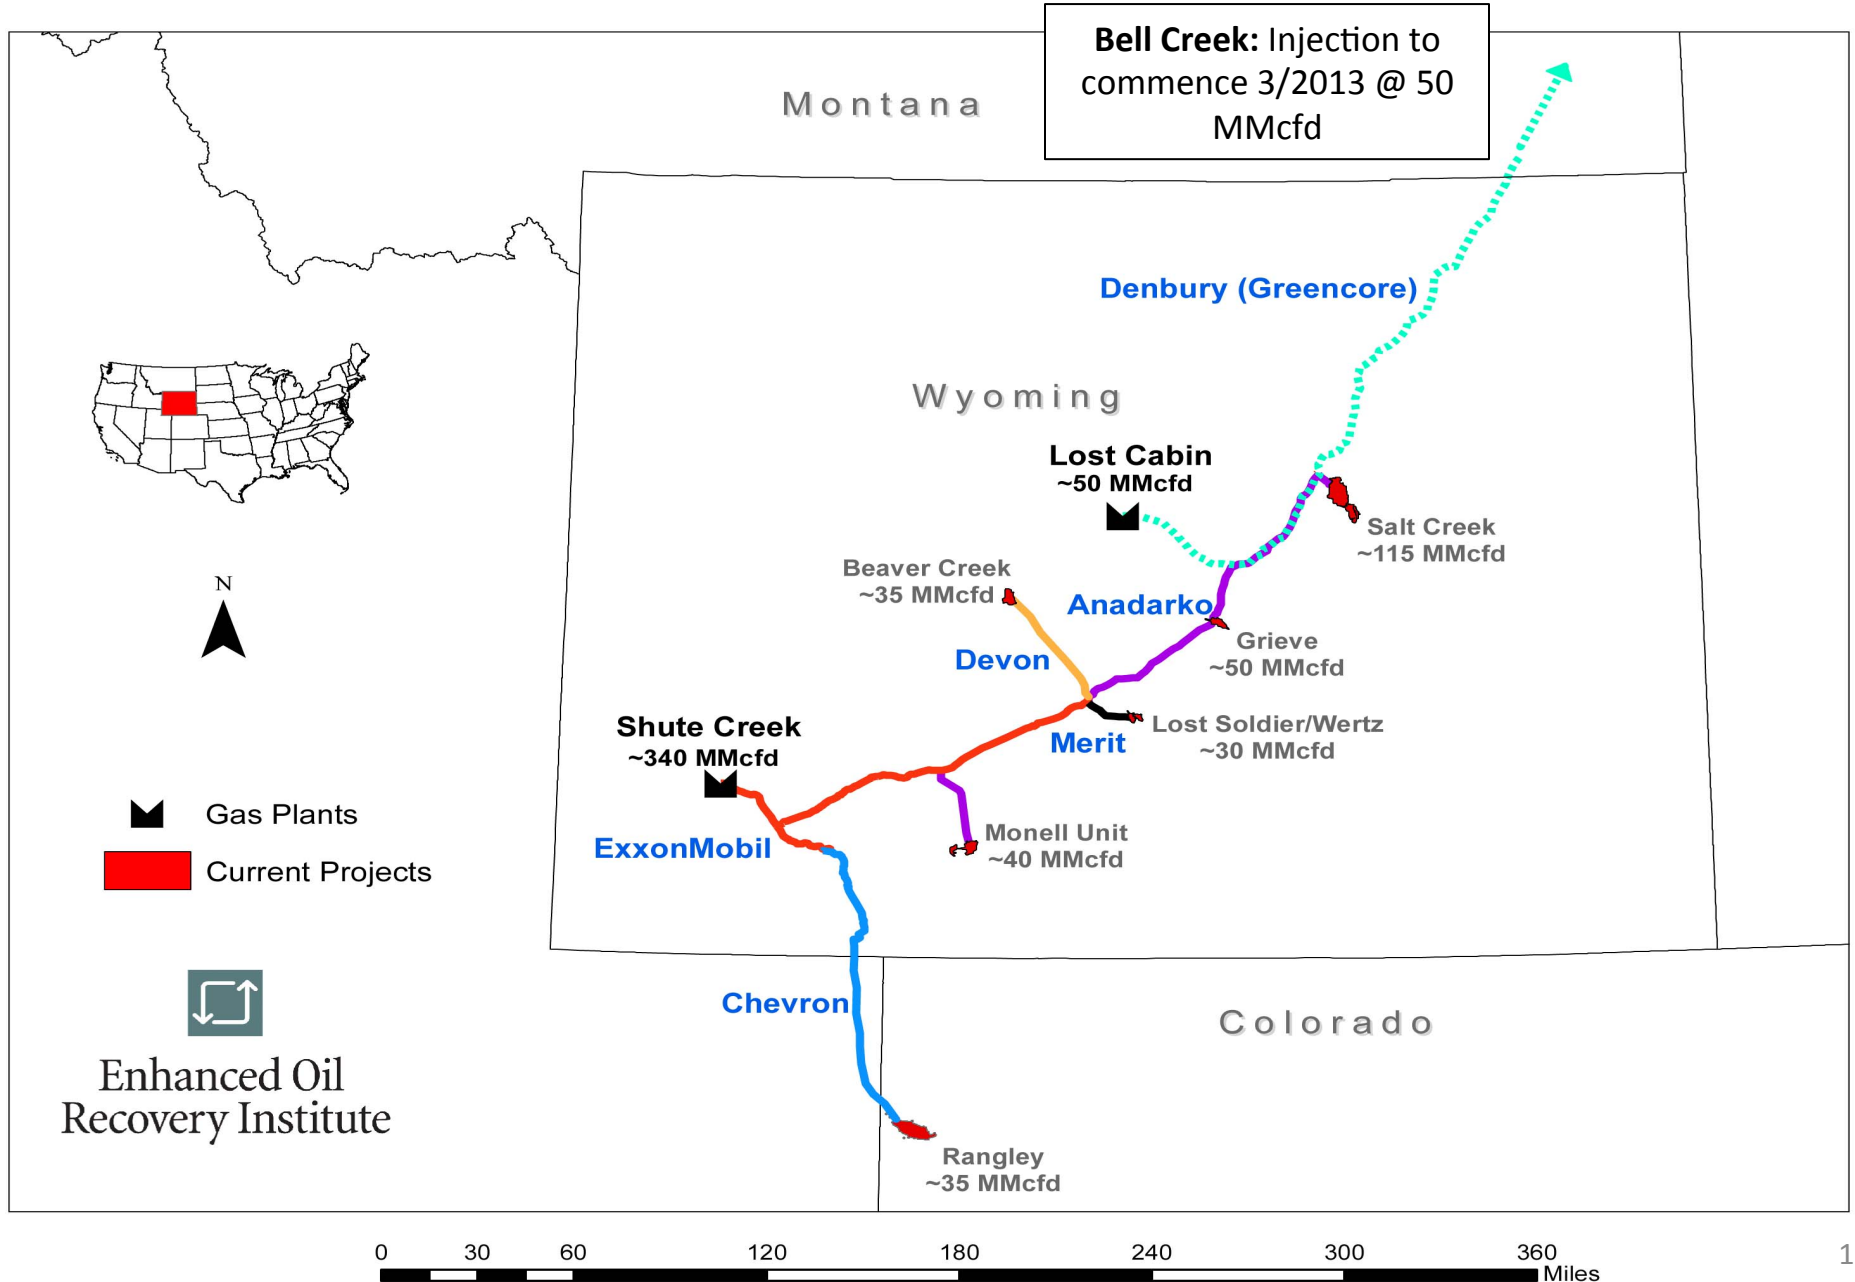 Bell Creek: Injection to
commence 3/2013 @ 50
MMcfd
Montana
Denbury (Greencore)
Wyoming
Lost Cabin
~50 MMcfd
Salt Creek
~115 MMcfd
Beaver Creek
~35 MMcfd
Anadarko
Grieve
~50 MMcfd
Devon
N
Lost Soldier/Wertz
~30 MMcfd
Merit
Shute Creek
~340 MMcfd
Gas Plants
Monell Unit
~40 MMcfd
ExxonMobil
Current Projects
Chevron
Colorado
Enhanced Oil
Recovery Institute
Rangley
~35 MMcfd
0 30 60 120 180 240 300 360
Miles
1